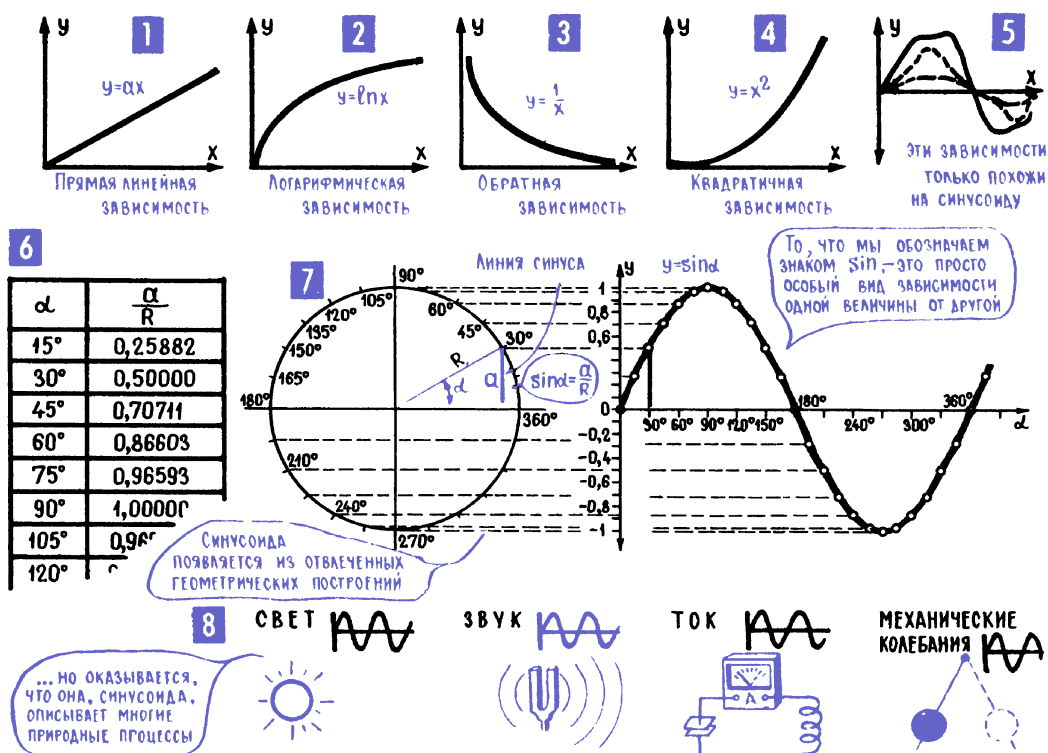 1
y
y=ax
x
Прямая линейная
зависимость
2
y
y=lnx
x
Логарифмическая
зависимость
3
y
y=1/x
x
Обратная
зависимость
4
y
y=x²
x
Квадратичная
зависимость
5
x
Эти зависимости
только похожи
на синусоиду
6
α a/R
15° 0,25882
30° 0,50000
45° 0,70711
60° 0,86603
75° 0,96593
90° 1,0000
105° 0,96
120°
7
Линия синуса
90°
105°
120°
135°
150°
165°
180°
210°
240°
270°
60°
45°
30°
360°
R
α
a
sinα=a/R
y
y=sinα
1
0,8
0,6
0
-0,2
-0,4
-0,6
-0,8
-1
30° 60° 90° 120° 150° 180° 240° 300° 360°
α
То, что мы обозначаем
знаком sin,–это просто
особый вид зависимости
одной величины от другой
Синусоида
появляется из отвлеченных
геометрических построений
8
СВЕТ
ЗВУК
ТОК
МЕХАНИЧЕСКИЕ
КОЛЕБАНИЯ
A
...но оказывается,
что она, синусоида,
описывает многие
природные процессы